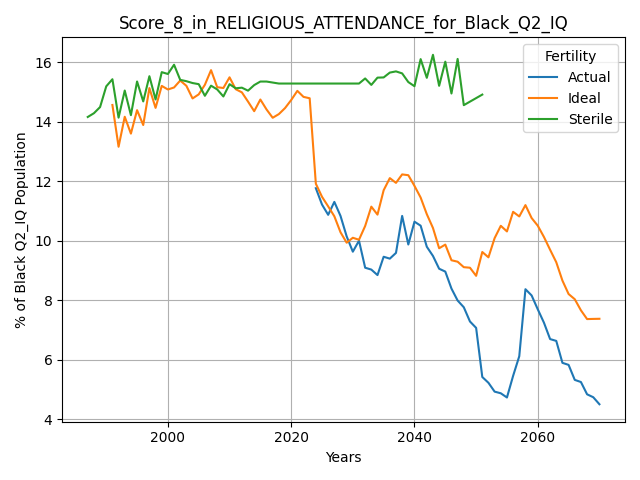 Score_8_in_RELIGIOUS_ATTENDANCE_for_Black_Q2_IQ
% of Black Q2_IQ Population
16
14
12
10
8
6
4
Fertility
Actual
Ideal
Sterile
2000
2020
2040
2060
Years